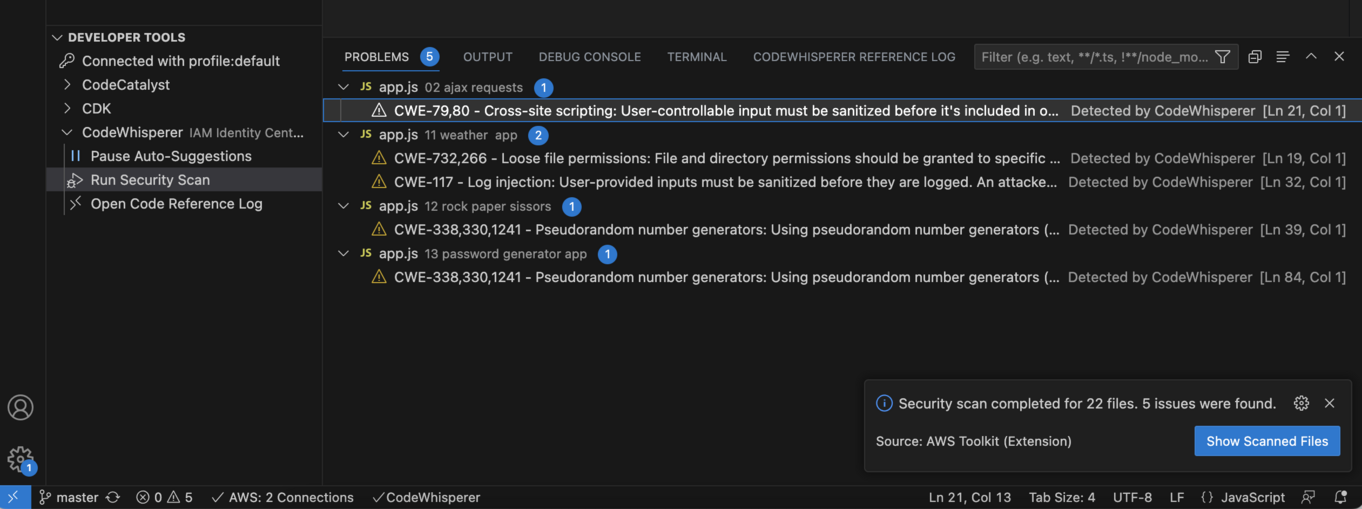 DEVELOPER TOOLS
Connected with profile:default
CodeCatalyst
CDK
CodeWhisperer IAM Identity Cent...
Pause Auto-Suggestions
Run Security Scan
Open Code Reference Log
PROBLEMS 5 OUTPUT DEBUG CONSOLE TERMINAL CODEWHISPERER REFERENCE LOG Filter (e.g. text, **/*.ts, !**/node_mo...
JS app.js 02 ajax requests 1
CWE-79,80 - Cross-site scripting: User-controllable input must be sanitized before it's included in o... Detected by CodeWhisperer [Ln 21, Col 1]
JS app.js 11 weather app 2
CWE-732,266 - Loose file permissions: File and directory permissions should be granted to specific ... Detected by CodeWhisperer [Ln 19, Col 1]
CWE-117 - Log injection: User-provided inputs must be sanitized before they are logged. An attacke... Detected by CodeWhisperer [Ln 32, Col 1]
JS app.js 12 rock paper sissors 1
CWE-338,330,1241 - Pseudorandom number generators: Using pseudorandom number generators (... Detected by CodeWhisperer [Ln 39, Col 1]
JS app.js 13 password generator app 1
CWE-338,330,1241 - Pseudorandom number generators: Using pseudorandom number generators (... Detected by CodeWhisperer [Ln 84, Col 1]
Security scan completed for 22 files. 5 issues were found.
Source: AWS Toolkit (Extension) Show Scanned Files
1
master 0 5 AWS: 2 Connections CodeWhisperer Ln 21, Col 13 Tab Size: 4 UTF-8 LF {} JavaScript